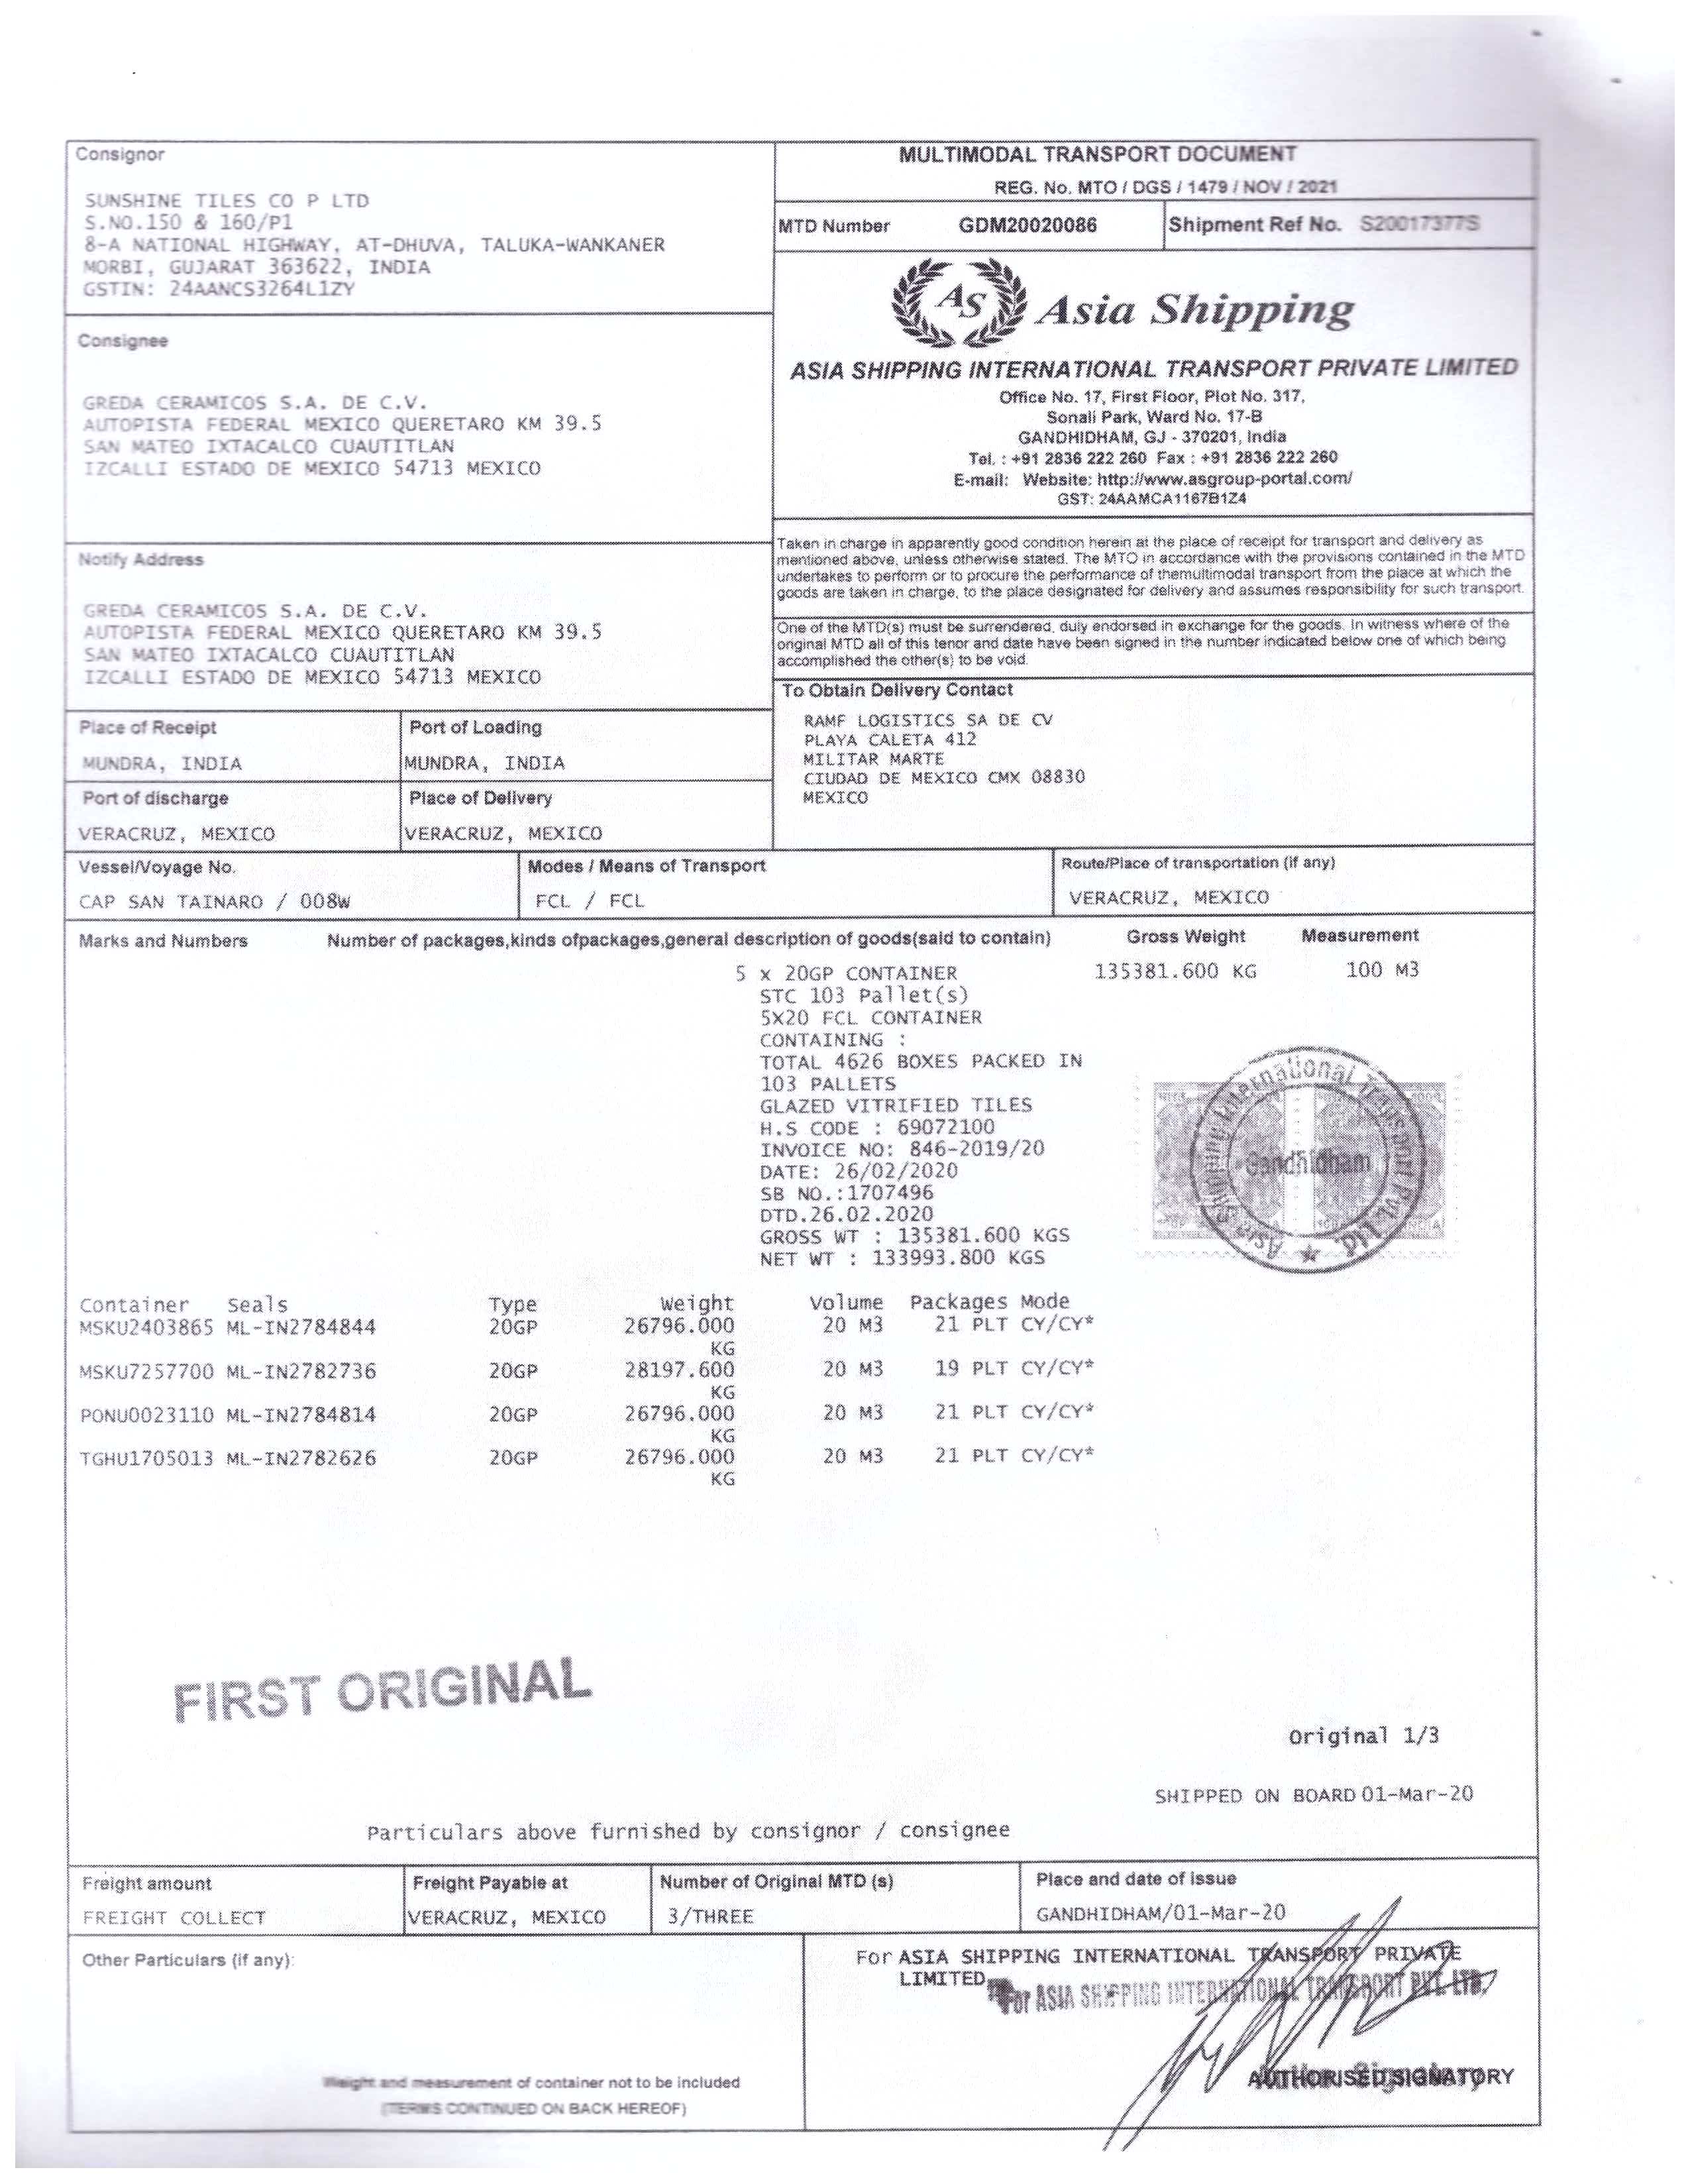 Consignor
SUNSHINE TILES CO P LTD
S.NO.150 & 160/P1
8-A NATIONAL HIGHWAY, AT-DHUVA, TALUKA-WANKANER
MORBI, GUJARAT 363622, INDIA
GSTIN: 24AANCS3264L1ZY
MULTIMODAL TRANSPORT DOCUMENT
REG. No. MTO / DGS / 1479 / NOV / 2021
MTD Number GDM20020086 Shipment Ref No. S20017377S
AS Asia Shipping
ASIA SHIPPING INTERNATIONAL TRANSPORT PRIVATE LIMITED
Office No. 17, First Floor, Plot No. 317,
Sonali Park, Ward No. 17-B
GANDHIDHAM, GJ - 370201, India
Tel. : +91 2836 222 260 Fax : +91 2836 222 260
E-mail: Website: http://www.asgroup-portal.com/
GST: 24AAMCA1167B1Z4
Consignee
GREDA CERAMICOS S.A. DE C.V.
AUTOPISTA FEDERAL MEXICO QUERETARO KM 39.5
SAN MATEO IXTACALCO CUAUTITLAN
IZCALLI ESTADO DE MEXICO 54713 MEXICO
Taken in charge in apparently good condition herein at the place of receipt for transport and delivery as
mentioned above, unless otherwise stated. The MTO in accordance with the provisions contained in the MTD
undertakes to perform or to procure the performance of themultimodal transport from the place at which the
goods are taken in charge, to the place designated for delivery and assumes responsibility for such transport.
One of the MTD(s) must be surrendered, duly endorsed in exchange for the goods. In witness where of the
original MTD all of this tenor and date have been signed in the number indicated below one of which being
accomplished the other(s) to be void.
Notify Address
GREDA CERAMICOS S.A. DE C.V.
AUTOPISTA FEDERAL MEXICO QUERETARO KM 39.5
SAN MATEO IXTACALCO CUAUTITLAN
IZCALLI ESTADO DE MEXICO 54713 MEXICO
To Obtain Delivery Contact
RAMF LOGISTICS SA DE CV
PLAYA CALETA 412
MILITAR MARTE
CIUDAD DE MEXICO CMX 08830
MEXICO
Place of Receipt Port of Loading
MUNDRA, INDIA MUNDRA, INDIA
Port of discharge Place of Delivery
VERACRUZ, MEXICO VERACRUZ, MEXICO
Vessel/Voyage No. Modes / Means of Transport Route/Place of transportation (if any)
CAP SAN TAINARO / 008W FCL / FCL VERACRUZ, MEXICO
Marks and Numbers Number of packages,kinds ofpackages,general description of goods(said to contain) Gross Weight Measurement
5 x 20GP CONTAINER 135381.600 KG 100 M3
STC 103 Pallet(s)
5X20 FCL CONTAINER
CONTAINING :
TOTAL 4626 BOXES PACKED IN
103 PALLETS
GLAZED VITRIFIED TILES
H.S CODE : 69072100
INVOICE NO: 846-2019/20
DATE: 26/02/2020
SB NO.:1707496
DTD.26.02.2020
GROSS WT : 135381.600 KGS
NET WT : 133993.800 KGS
Asia Shipping International Transport Pvt. Ltd.
Gandhidham
Container Seals Type Weight Volume Packages Mode
MSKU2403865 ML-IN2784844 20GP 26796.000 20 M3 21 PLT CY/CY*
KG
MSKU7257700 ML-IN2782736 20GP 28197.600 20 M3 19 PLT CY/CY*
KG
PONU0023110 ML-IN2784814 20GP 26796.000 20 M3 21 PLT CY/CY*
KG
TGHU1705013 ML-IN2782626 20GP 26796.000 20 M3 21 PLT CY/CY*
KG
FIRST ORIGINAL
Original 1/3
SHIPPED ON BOARD 01-Mar-20
Particulars above furnished by consignor / consignee
Freight amount Freight Payable at Number of Original MTD (s) Place and date of issue
FREIGHT COLLECT VERACRUZ, MEXICO 3/THREE GANDHIDHAM/01-Mar-20
Other Particulars (if any):
For ASIA SHIPPING INTERNATIONAL TRANSPORT PRIVATE
LIMITED
For ASIA SHIPPING INTERNATIONAL TRANSPORT PVT. LTD.
AUTHORISED SIGNATORY
Weight and measurement of container not to be included
(TERMS CONTINUED ON BACK HEREOF)